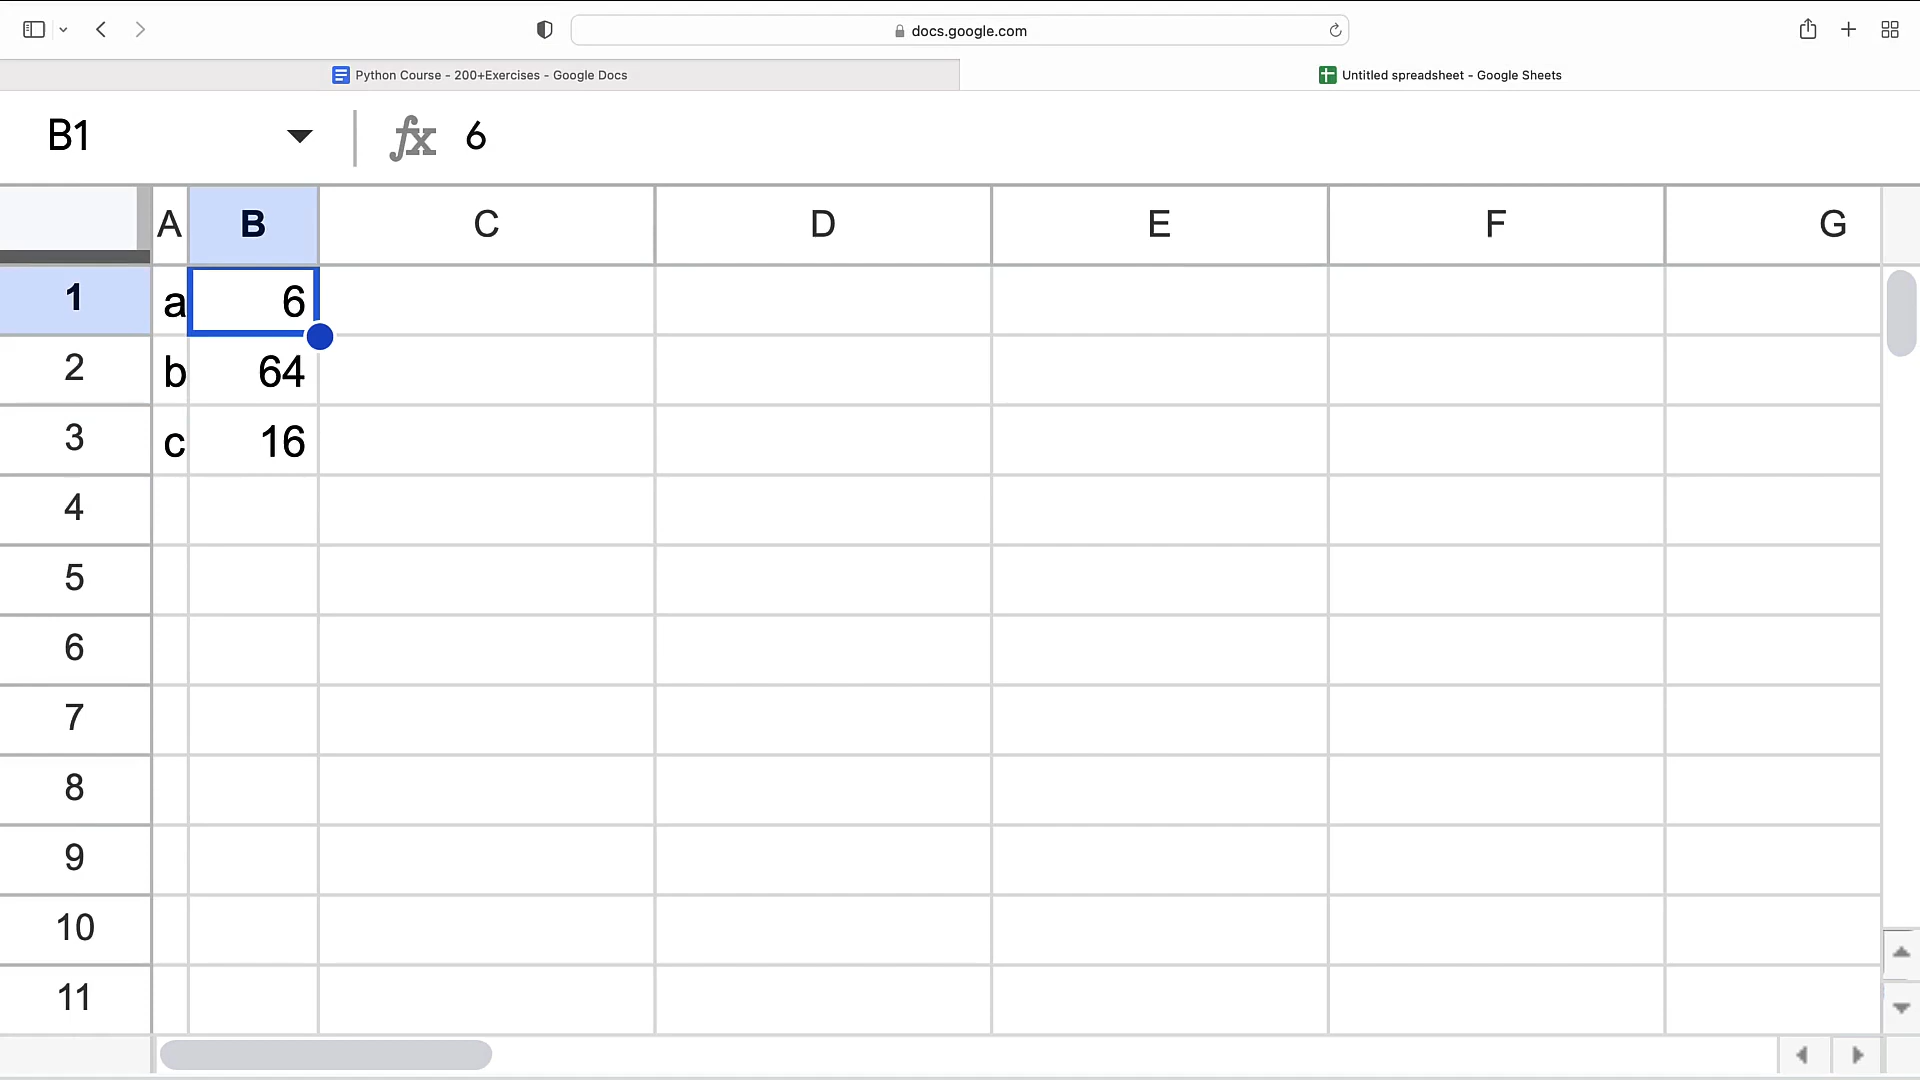 docs.google.com
Python Course - 200+Exercises - Google Docs
Untitled spreadsheet - Google Sheets
B1 fx 6
A B C D E F G
1 a 6
2 b 64
3 c 16
4
5
6
7
8
9
10
11